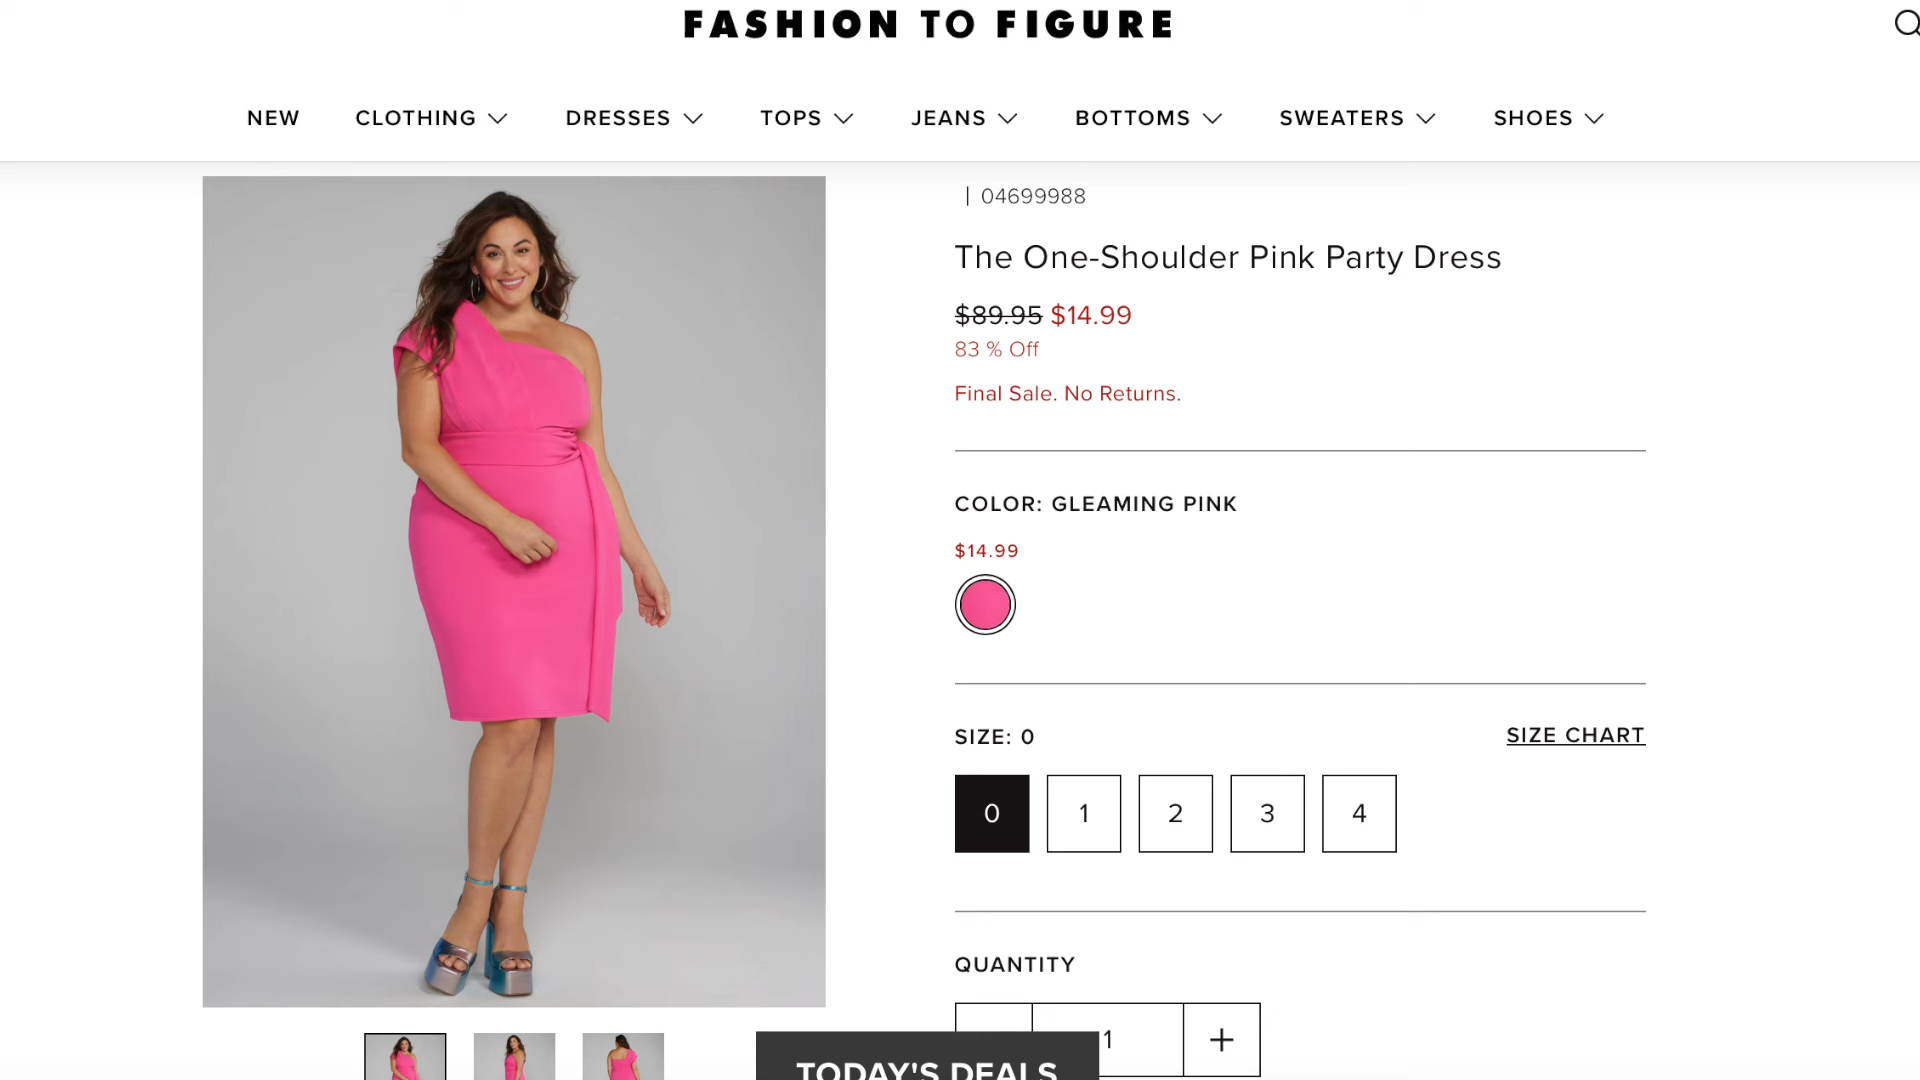 FASHION TO FIGURE
NEW CLOTHING DRESSES TOPS JEANS BOTTOMS SWEATERS SHOES
| 04699988
The One-Shoulder Pink Party Dress
$89.95 $14.99
83 % Off
Final Sale. No Returns.
COLOR: GLEAMING PINK
$14.99
SIZE: 0 SIZE CHART
0 1 2 3 4
QUANTITY
1 +
TODAY'S DEALS